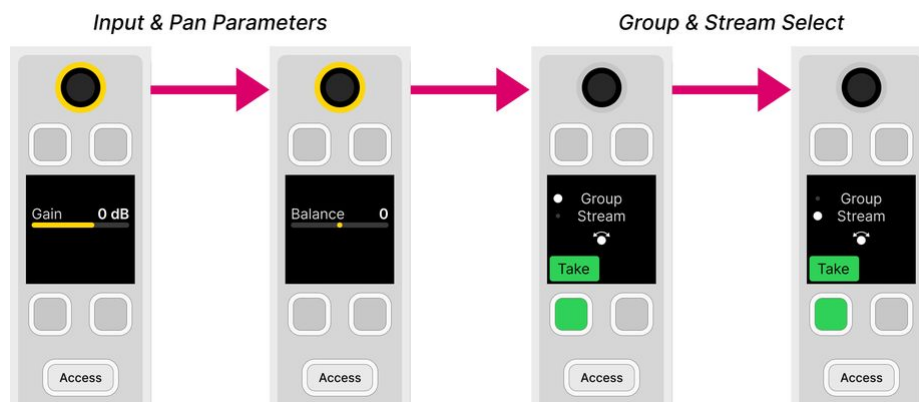 Input & Pan Parameters
Group & Stream Select
Gain 0 dB
Balance 0
Group
Stream
Take
Group
Stream
Take
Access
Access
Access
Access